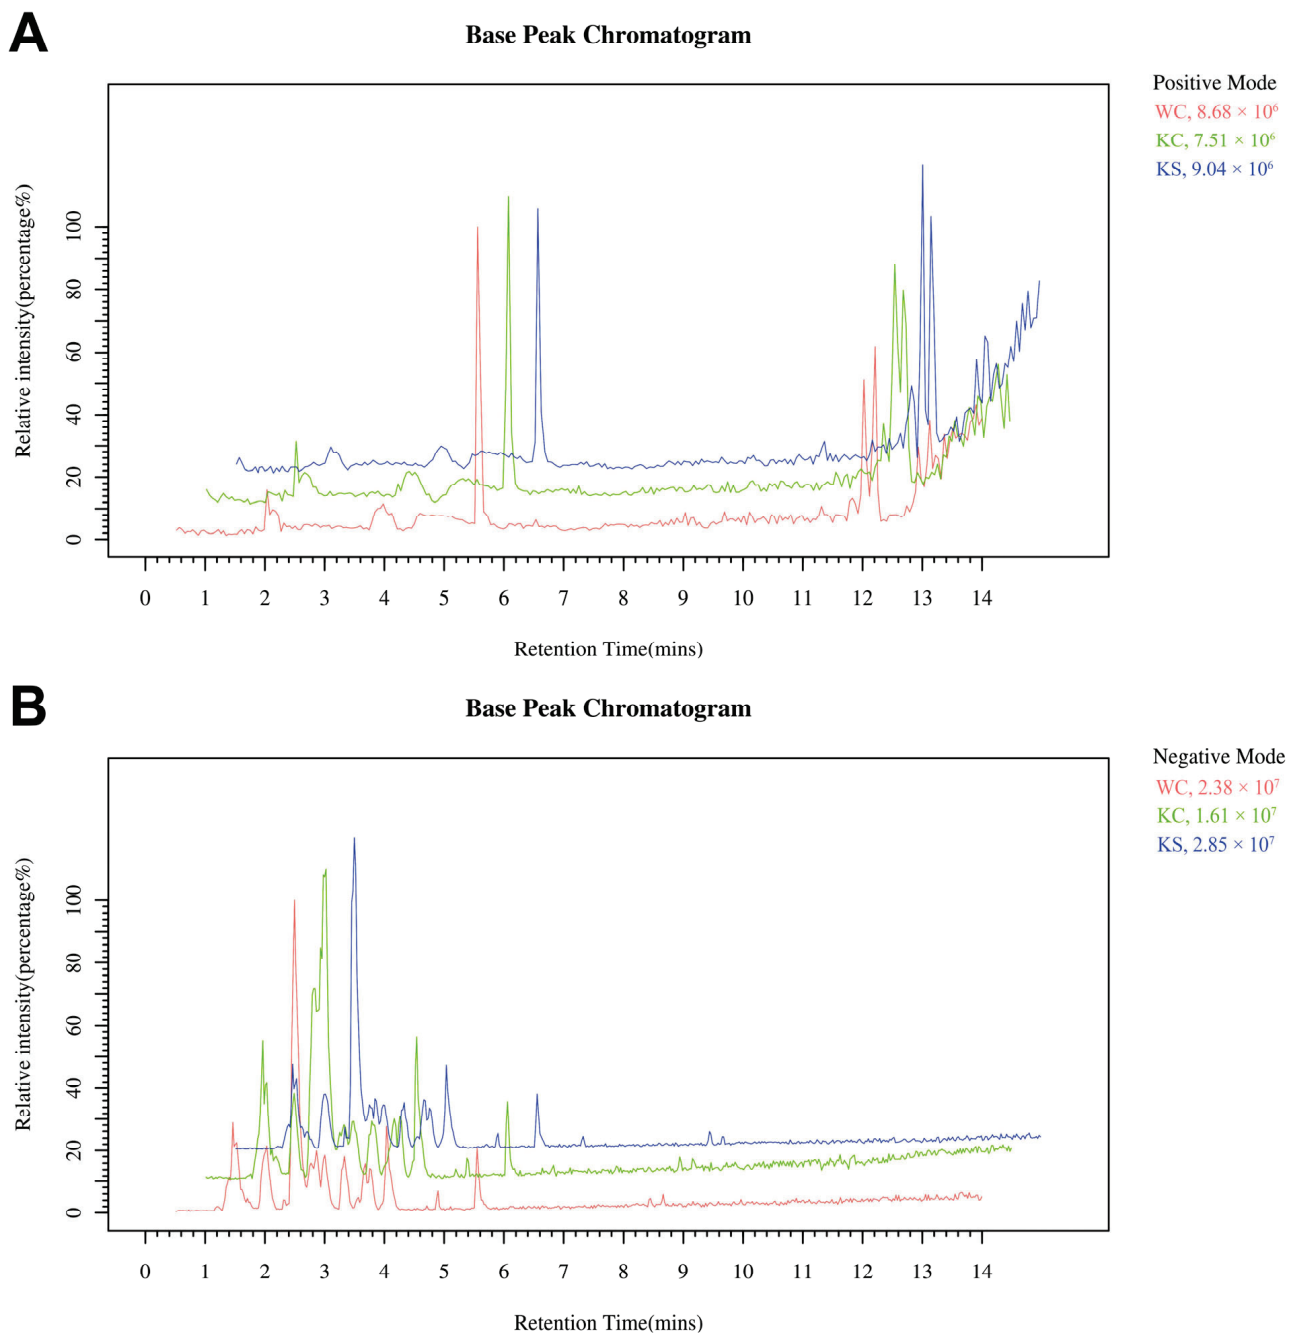 A
Base Peak Chromatogram
Positive Mode
WC, 8.68 × 10⁶
KC, 7.51 × 10⁶
KS, 9.04 × 10⁶
Relative intensity(percentage%)
100
80
60
40
20
0
0 1 2 3 4 5 6 7 8 9 10 11 12 13 14
Retention Time(mins)
B
Base Peak Chromatogram
Negative Mode
WC, 2.38 × 10⁷
KC, 1.61 × 10⁷
KS, 2.85 × 10⁷
Relative intensity(percentage%)
100
80
60
40
20
0
0 1 2 3 4 5 6 7 8 9 10 11 12 13 14
Retention Time(mins)